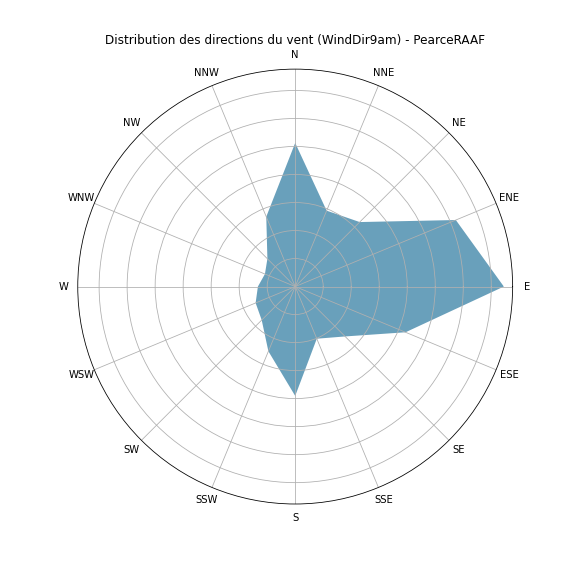 Distribution des directions du vent (WindDir9am) - PearceRAAF
N
NNW
NNE
NW
NE
WNW
ENE
W
E
WSW
ESE
SW
SE
SSW
SSE
S